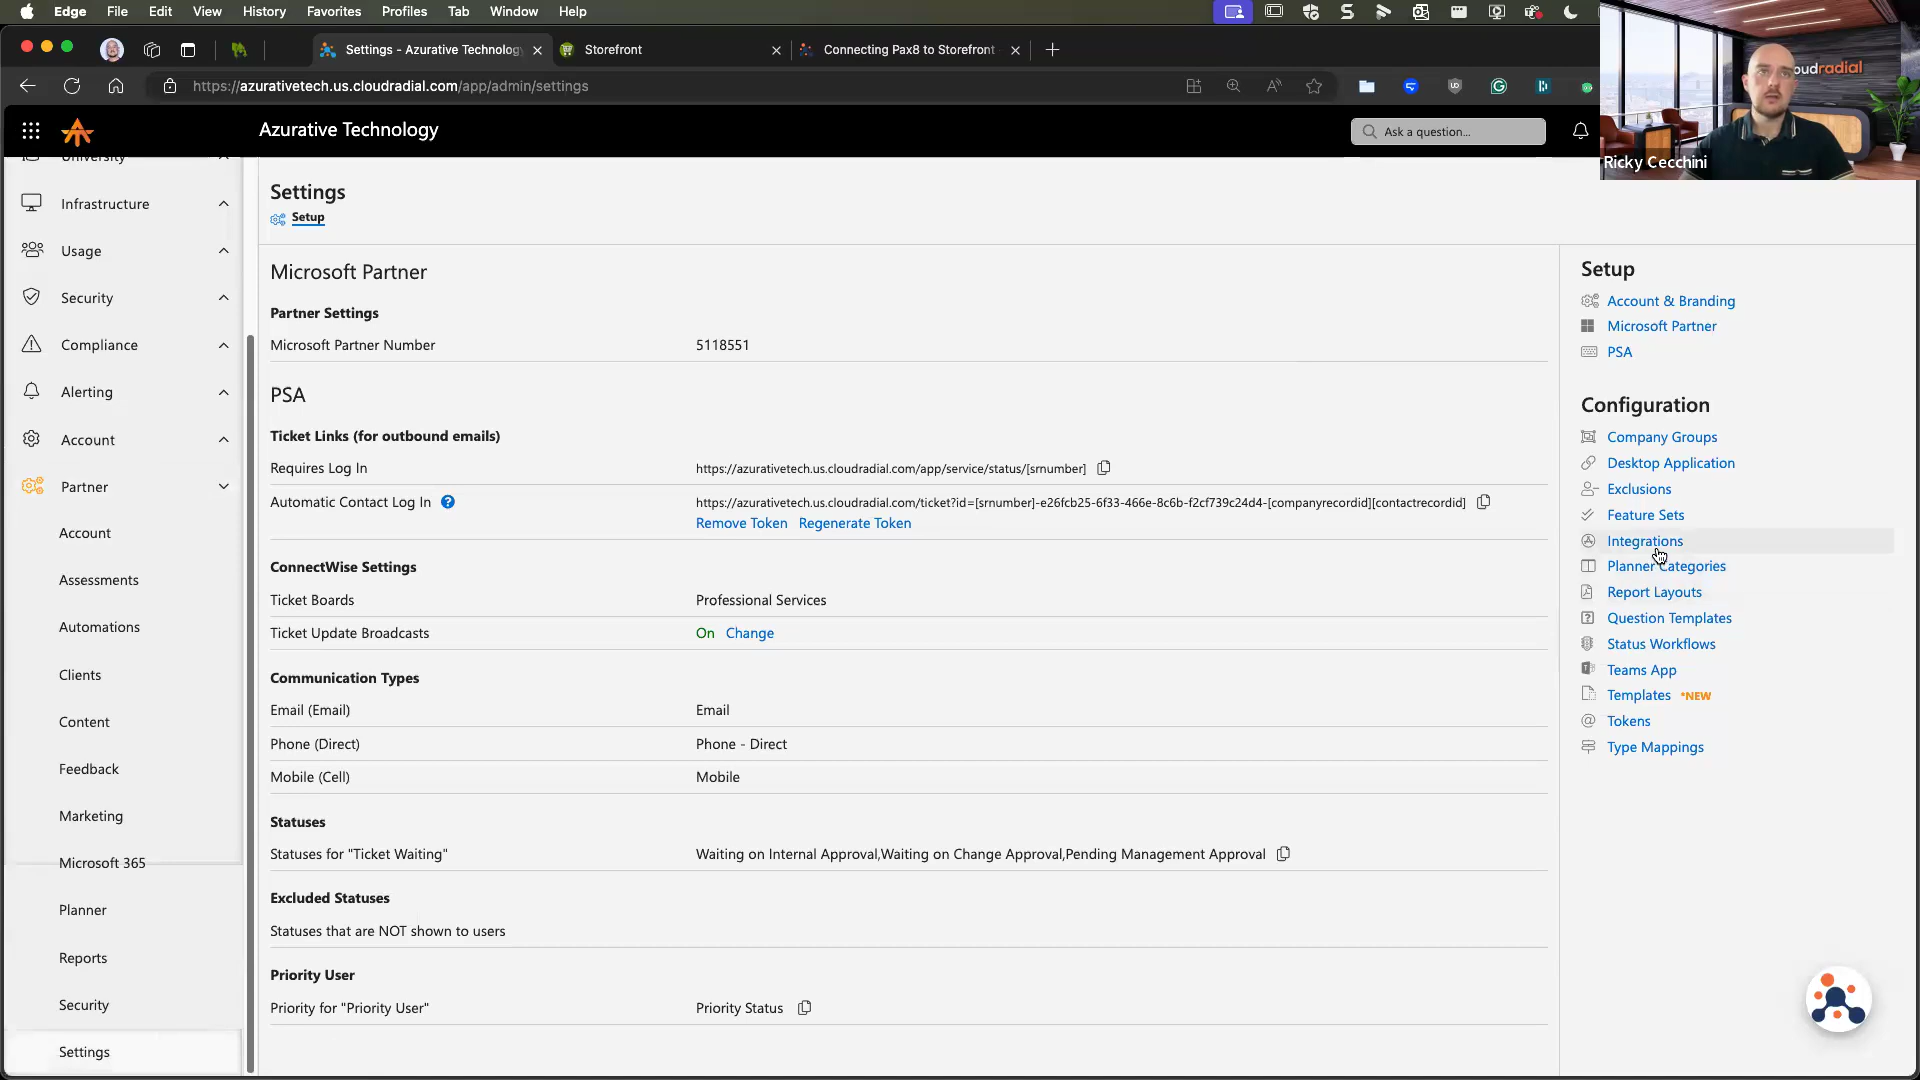 Edge File Edit View History Favorites Profiles Tab Window Help
Settings - Azurative Technology
Storefront
Connecting Pax8 to Storefront
https://azurativetech.us.cloudradial.com/app/admin/settings
Azurative Technology
Ask a question...
oudradial
Ricky Cecchini
University
Infrastructure
Usage
Security
Compliance
Alerting
Account
Partner
Account
Assessments
Automations
Clients
Content
Feedback
Marketing
Microsoft 365
Planner
Reports
Security
Settings
Settings
Setup
Microsoft Partner
Partner Settings
Microsoft Partner Number 5118551
PSA
Ticket Links (for outbound emails)
Requires Log In https://azurativetech.us.cloudradial.com/app/service/status/[srnumber]
Automatic Contact Log In https://azurativetech.us.cloudradial.com/ticket?id=[srnumber]-e26fcb25-6f33-466e-8c6b-f2cf739c24d4-[companyrecordid][contactrecordid]
Remove Token Regenerate Token
ConnectWise Settings
Ticket Boards Professional Services
Ticket Update Broadcasts On Change
Communication Types
Email (Email) Email
Phone (Direct) Phone - Direct
Mobile (Cell) Mobile
Statuses
Statuses for "Ticket Waiting" Waiting on Internal Approval,Waiting on Change Approval,Pending Management Approval
Excluded Statuses
Statuses that are NOT shown to users
Priority User
Priority for "Priority User" Priority Status
Setup
Account & Branding
Microsoft Partner
PSA
Configuration
Company Groups
Desktop Application
Exclusions
Feature Sets
Integrations
Planner Categories
Report Layouts
Question Templates
Status Workflows
Teams App
Templates *NEW
Tokens
Type Mappings